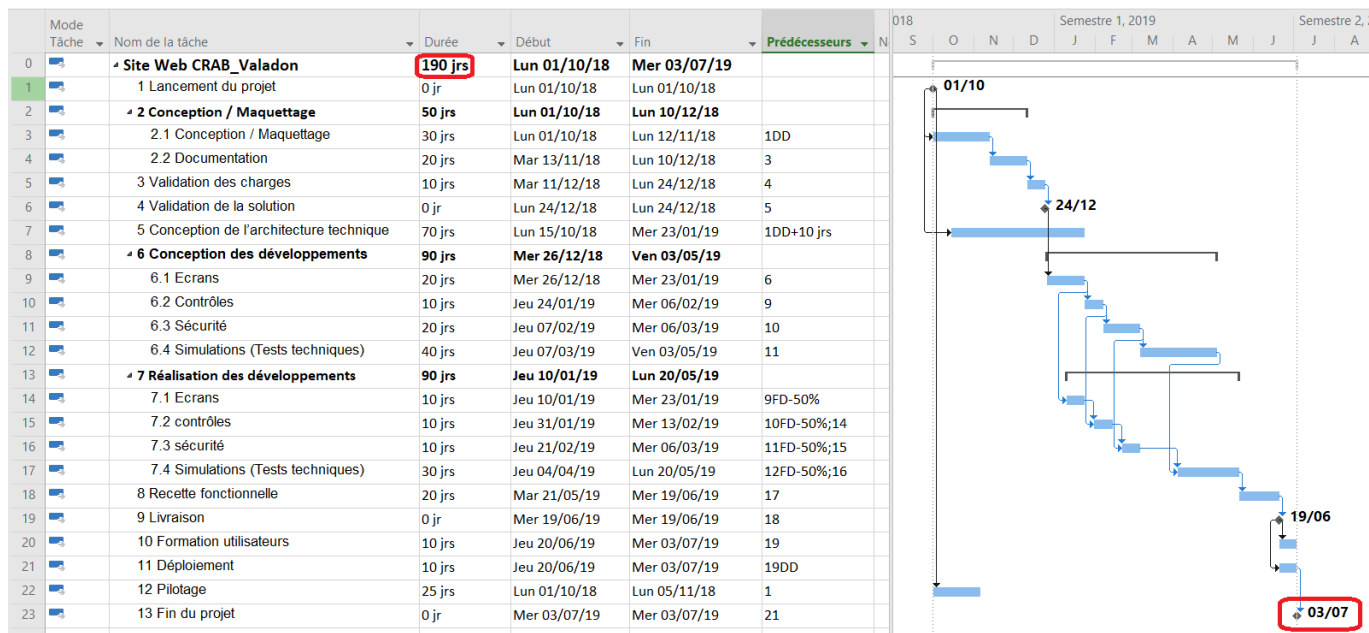 Mode Tâche Nom de la tâche Durée Début Fin Prédécesseurs N
018 Semestre 1, 2019 Semestre 2,
S O N D J F M A M J J A
0 Site Web CRAB_Valadon 190 jrs Lun 01/10/18 Mer 03/07/19
1 1 Lancement du projet 0 jr Lun 01/10/18 Lun 01/10/18 01/10
2 2 Conception / Maquettage 50 jrs Lun 01/10/18 Lun 10/12/18
3 2.1 Conception / Maquettage 30 jrs Lun 01/10/18 Lun 12/11/18 1DD
4 2.2 Documentation 20 jrs Mar 13/11/18 Lun 10/12/18 3
5 3 Validation des charges 10 jrs Mar 11/12/18 Lun 24/12/18 4
6 4 Validation de la solution 0 jr Lun 24/12/18 Lun 24/12/18 5 24/12
7 5 Conception de l'architecture technique 70 jrs Lun 15/10/18 Mer 23/01/19 1DD+10 jrs
8 6 Conception des développements 90 jrs Mer 26/12/18 Ven 03/05/19
9 6.1 Ecrans 20 jrs Mer 26/12/18 Mer 23/01/19 6
10 6.2 Contrôles 10 jrs Jeu 24/01/19 Mer 06/02/19 9
11 6.3 Sécurité 20 jrs Jeu 07/02/19 Mer 06/03/19 10
12 6.4 Simulations (Tests techniques) 40 jrs Jeu 07/03/19 Ven 03/05/19 11
13 7 Réalisation des développements 90 jrs Jeu 10/01/19 Lun 20/05/19
14 7.1 Ecrans 10 jrs Jeu 10/01/19 Mer 23/01/19 9FD-50%
15 7.2 contrôles 10 jrs Jeu 31/01/19 Mer 13/02/19 10FD-50%;14
16 7.3 sécurité 10 jrs Jeu 21/02/19 Mer 06/03/19 11FD-50%;15
17 7.4 Simulations (Tests techniques) 30 jrs Jeu 04/04/19 Lun 20/05/19 12FD-50%;16
18 8 Recette fonctionnelle 20 jrs Mar 21/05/19 Mer 19/06/19 17
19 9 Livraison 0 jr Mer 19/06/19 Mer 19/06/19 18 19/06
20 10 Formation utilisateurs 10 jrs Jeu 20/06/19 Mer 03/07/19 19
21 11 Déploiement 10 jrs Jeu 20/06/19 Mer 03/07/19 19DD
22 12 Pilotage 25 jrs Lun 01/10/18 Lun 05/11/18 1
23 13 Fin du projet 0 jr Mer 03/07/19 Mer 03/07/19 21 03/07